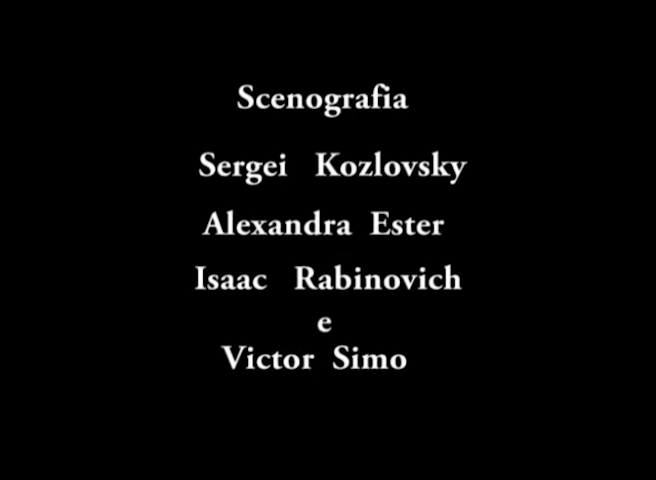 Scenografia
Sergei Kozlovsky
Alexandra Ester
Isaac Rabinovich
e
Victor Simo